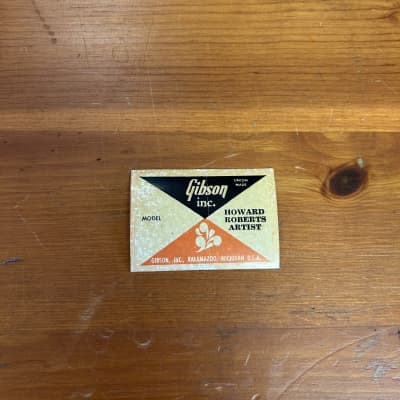 Gibson
inc.
UNION
MADE
MODEL
HOWARD
ROBERTS
ARTIST
GIBSON, INC., KALAMAZOO, MICHIGAN U.S.A.